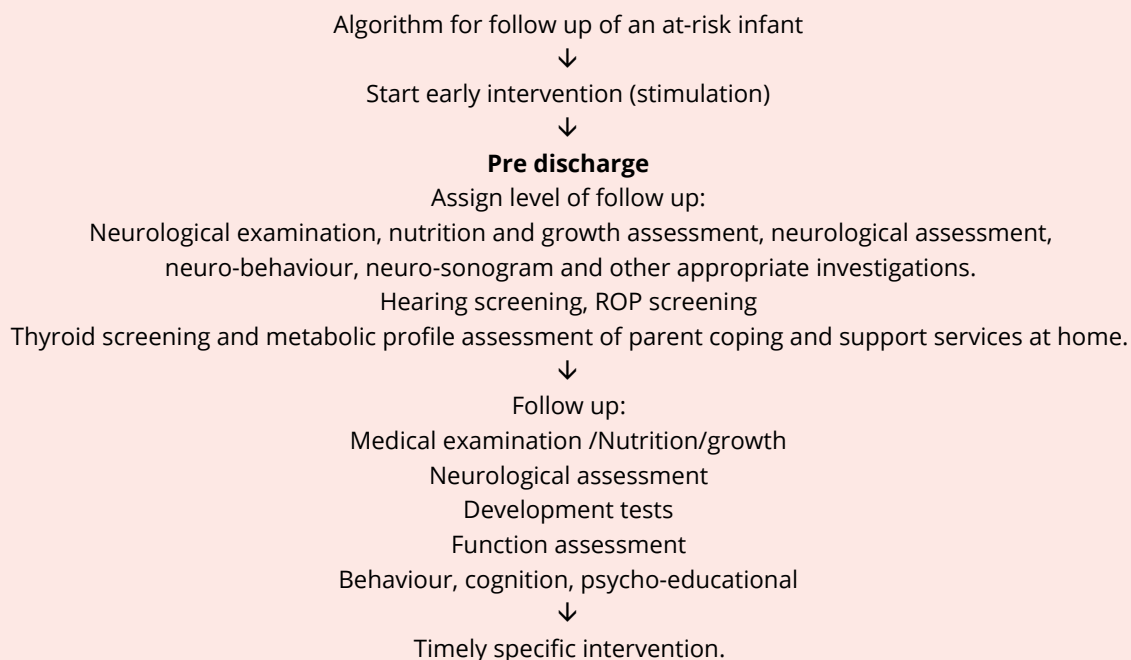 Algorithm for follow up of an at-risk infant
↓
Start early intervention (stimulation)
↓
Pre discharge
Assign level of follow up:
Neurological examination, nutrition and growth assessment, neurological assessment,
neuro-behaviour, neuro-sonogram and other appropriate investigations.
Hearing screening, ROP screening
Thyroid screening and metabolic profile assessment of parent coping and support services at home.
↓
Follow up:
Medical examination /Nutrition/growth
Neurological assessment
Development tests
Function assessment
Behaviour, cognition, psycho-educational
↓
Timely specific intervention.